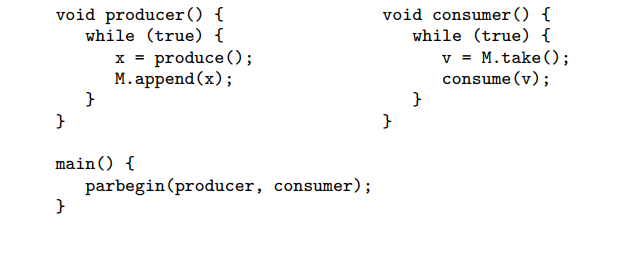 void producer() {
while (true) {
x = produce();
M.append(x);
}
}
void consumer() {
while (true) {
v = M.take();
consume(v);
}
}
main() {
parbegin(producer, consumer);
}